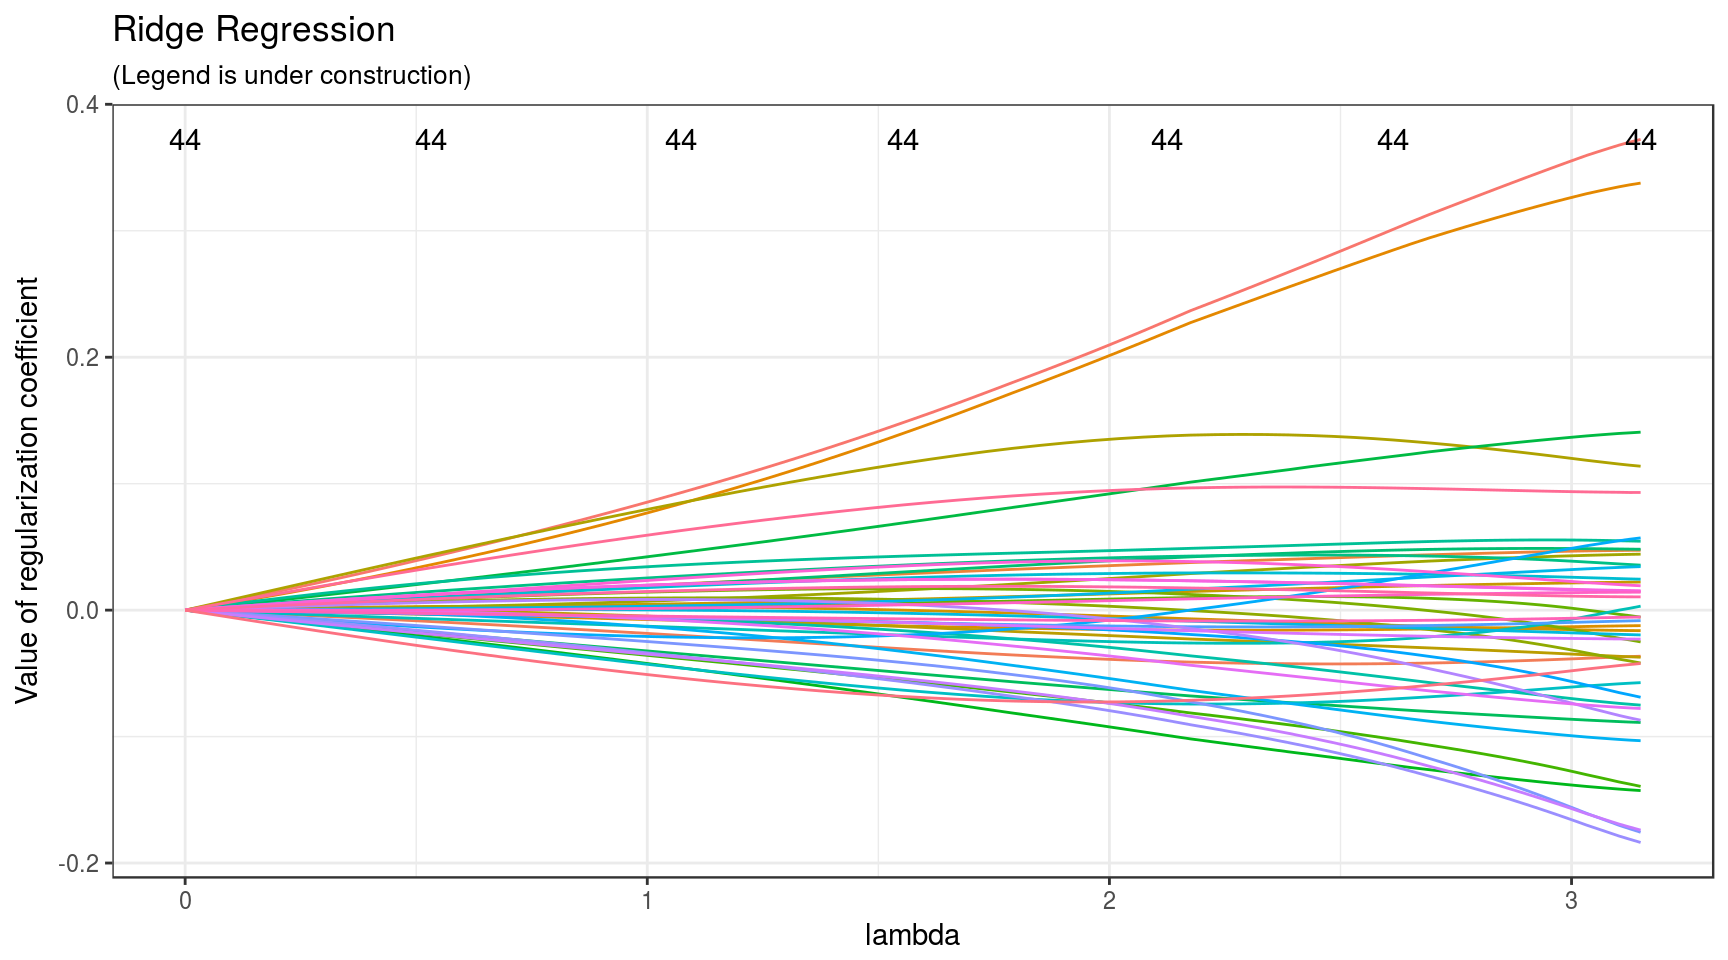 Ridge Regression
(Legend is under construction)
0.4
44 44 44 44 44 44 44
0.2
0.0
-0.2
Value of regularization coefficient
0 1 2 3
lambda